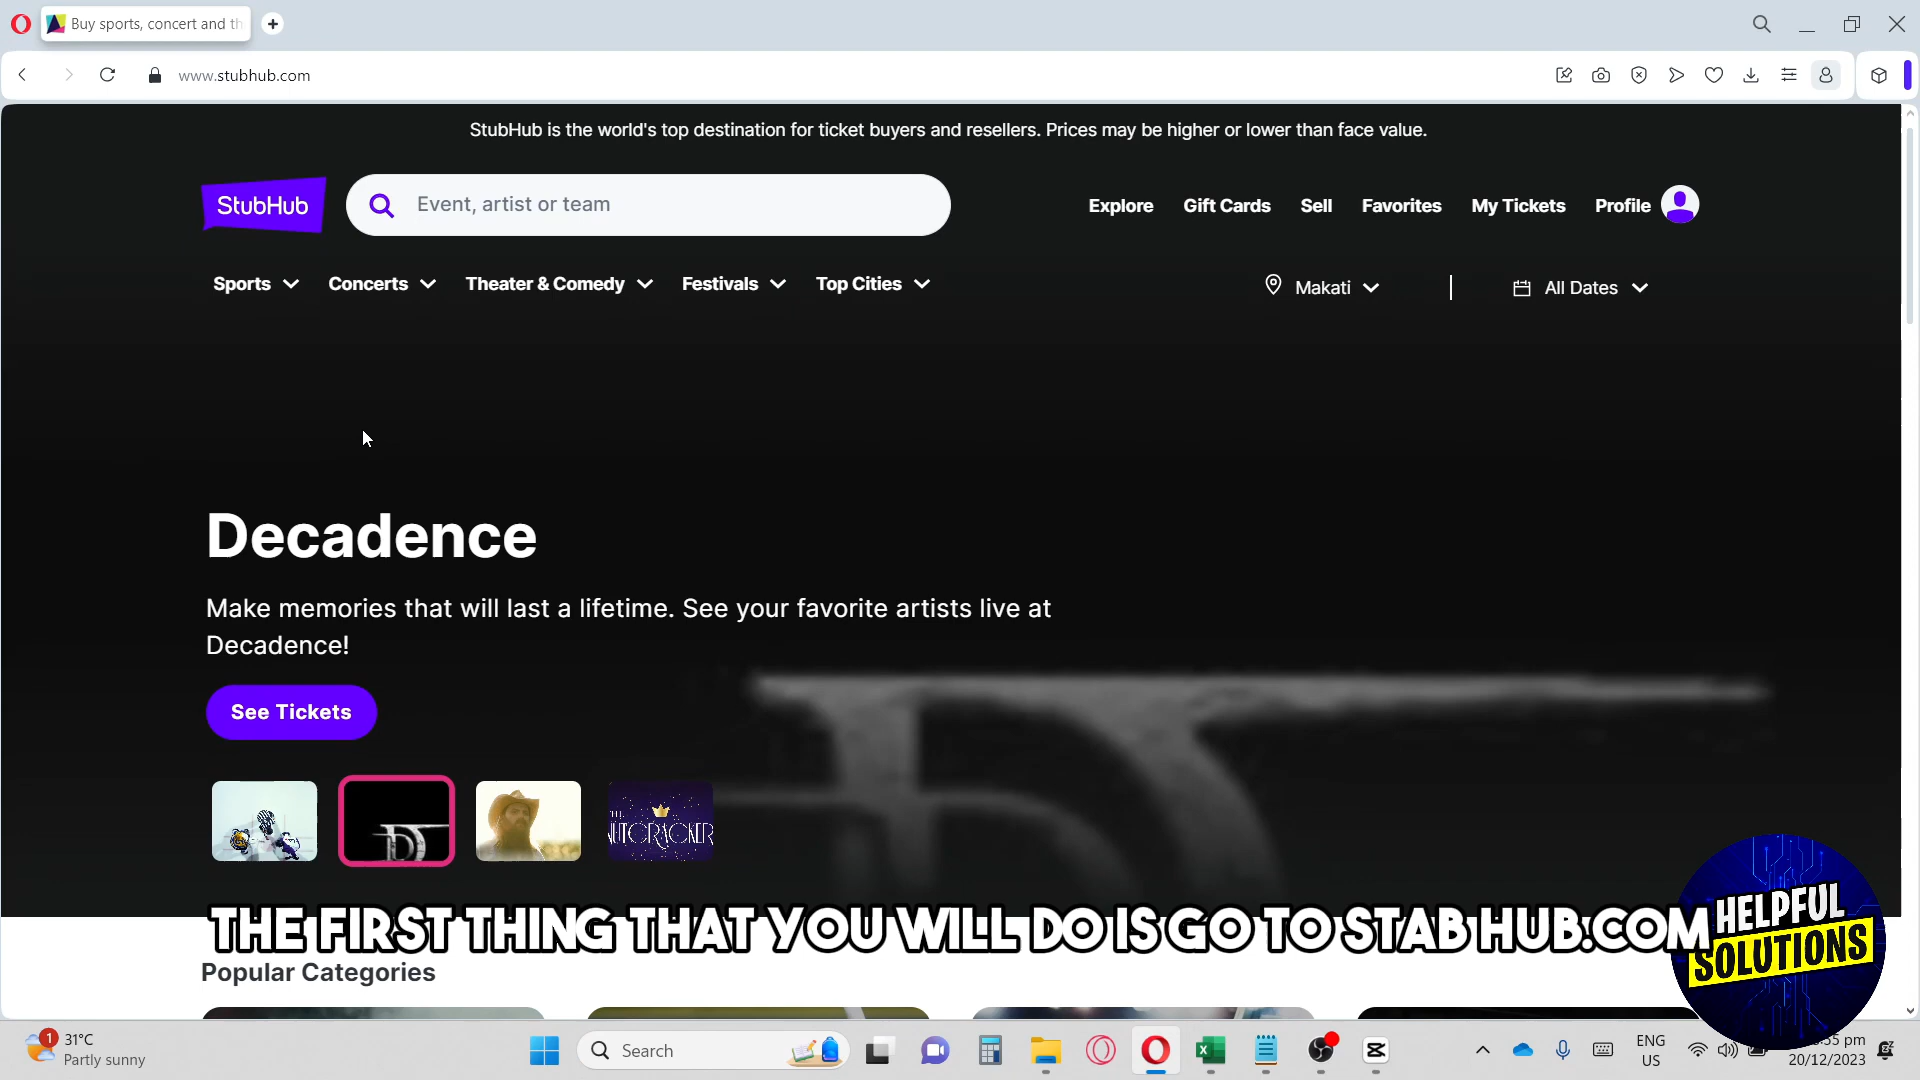 Buy sports, concert and th
www.stubhub.com
StubHub is the world's top destination for ticket buyers and resellers. Prices may be higher or lower than face value.
StubHub
Event, artist or team
Explore
Gift Cards
Sell
Favorites
My Tickets
Profile
Sports
Concerts
Theater & Comedy
Festivals
Top Cities
Makati
All Dates
Decadence
Make memories that will last a lifetime. See your favorite artists live at
Decadence!
See Tickets
THE
NUTCRACKER
THE FIRST THING THAT YOU WILL DO IS GO TO STAB HUB.COM
HELPFUL
SOLUTIONS
Popular Categories
1
31°C
Partly sunny
Search
ENG
US
pm
20/12/2023